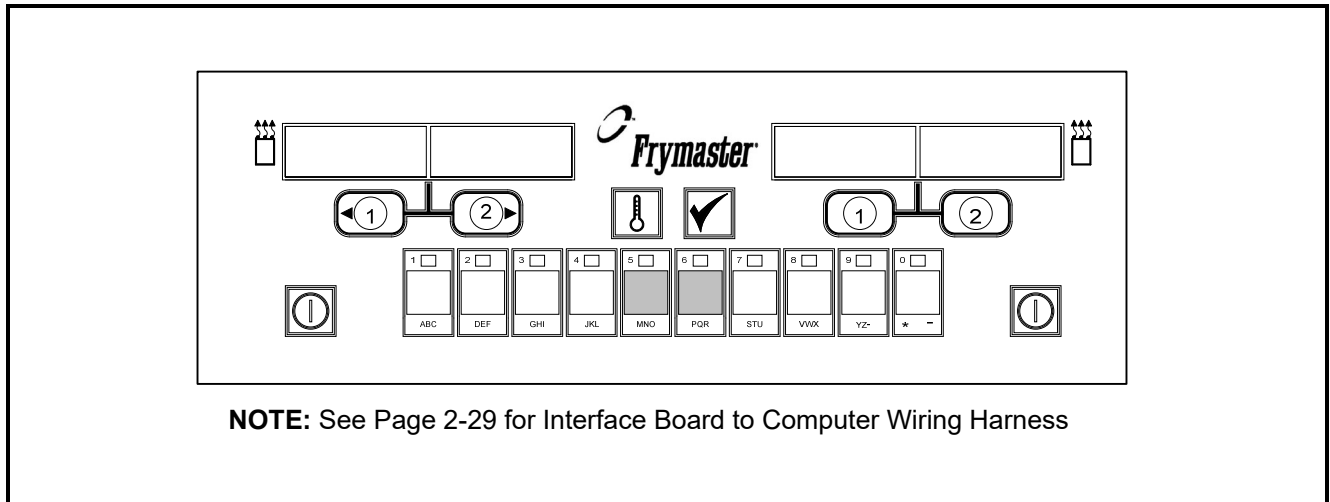 Frymaster
1 2 1 2
1 2 3 4 5 6 7 8 9 0
ABC DEF GHI JKL MNO PQR STU VWX YZ- * -
NOTE: See Page 2-29 for Interface Board to Computer Wiring Harness